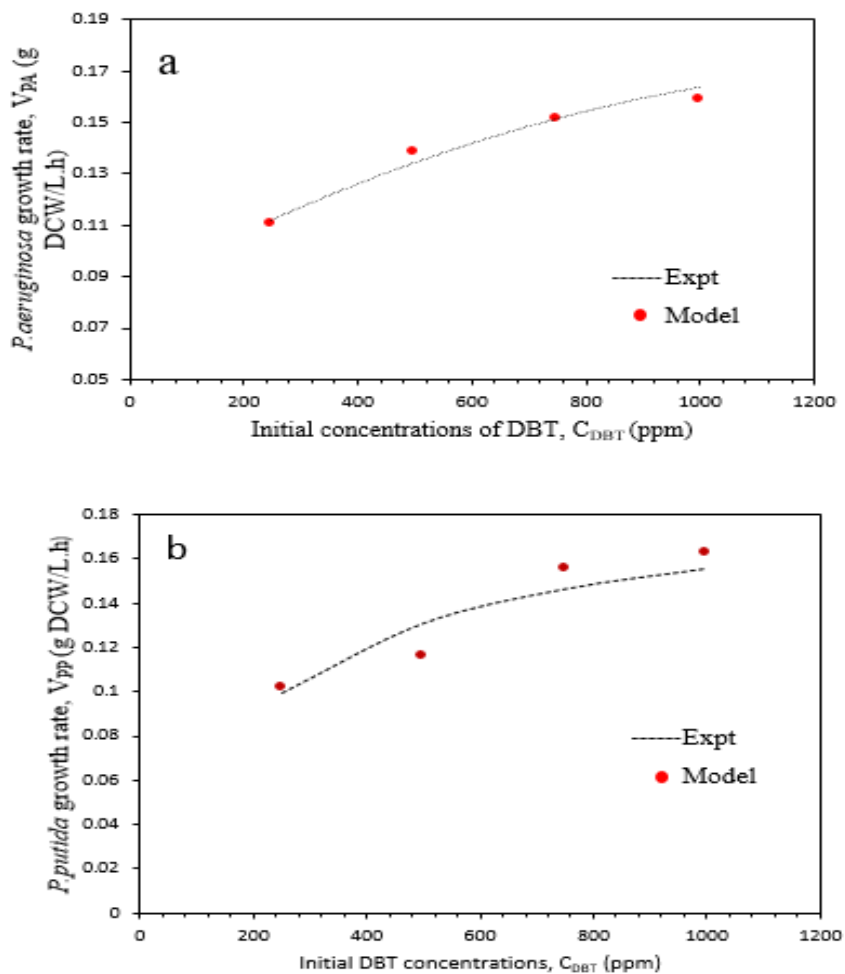 a
P.aeruginosa growth rate, VPA (g
DCW/L.h)
0.19
0.17
0.15
0.13
0.11
0.09
0.07
0.05
Expt
Model
0 200 400 600 800 1000 1200
Initial concentrations of DBT, CDBT (ppm)
b
P.putida growth rate, VPP (g DCW/L.h)
0.18
0.16
0.14
0.12
0.1
0.08
0.06
0.04
0.02
0
Expt
Model
0 200 400 600 800 1000 1200
Initial DBT concentrations, CDBT (ppm)